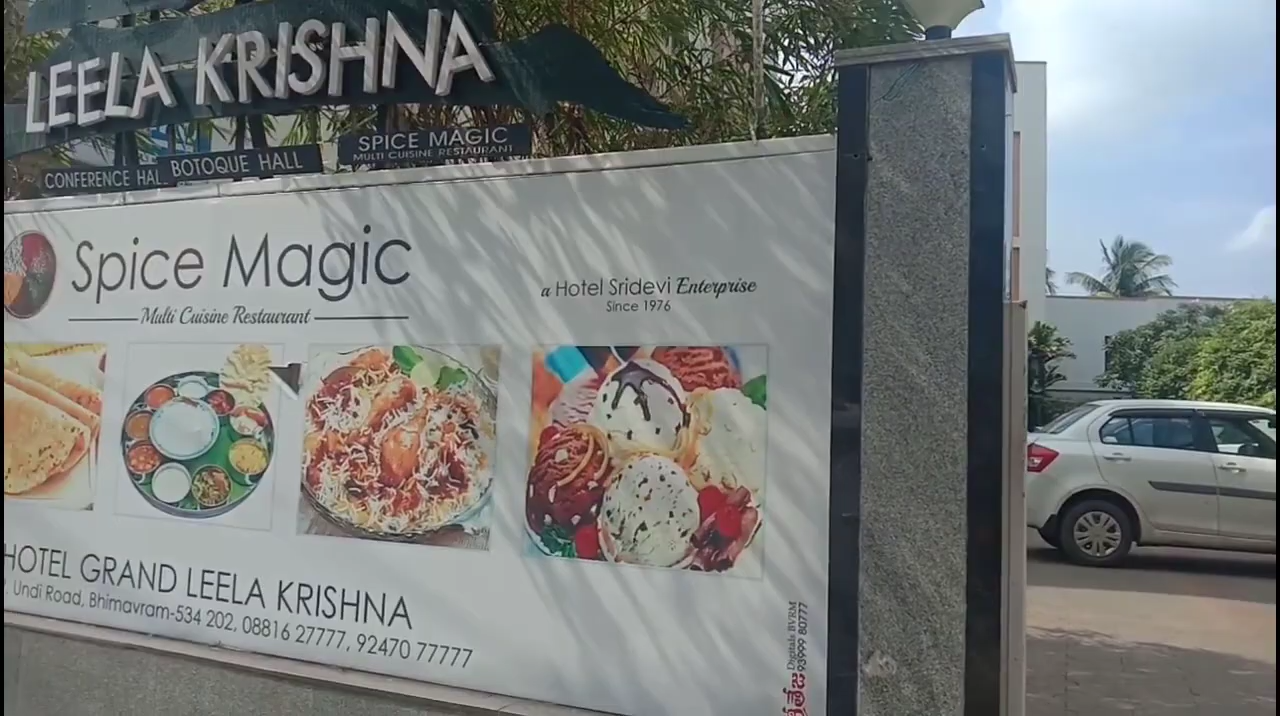 LEELA KRISHNA
CONFERENCE HAL BOTOQUE HALL
SPICE MAGIC
MULTI CUISINE RESTAURANT
Spice Magic
Multi Cuisine Restaurant
a Hotel Sridevi Enterprise
Since 1976
HOTEL GRAND LEELA KRISHNA
Undi Road, Bhimavram-534 202, 08816 27777, 92470 77777
Digitals BVRM
93999 80777